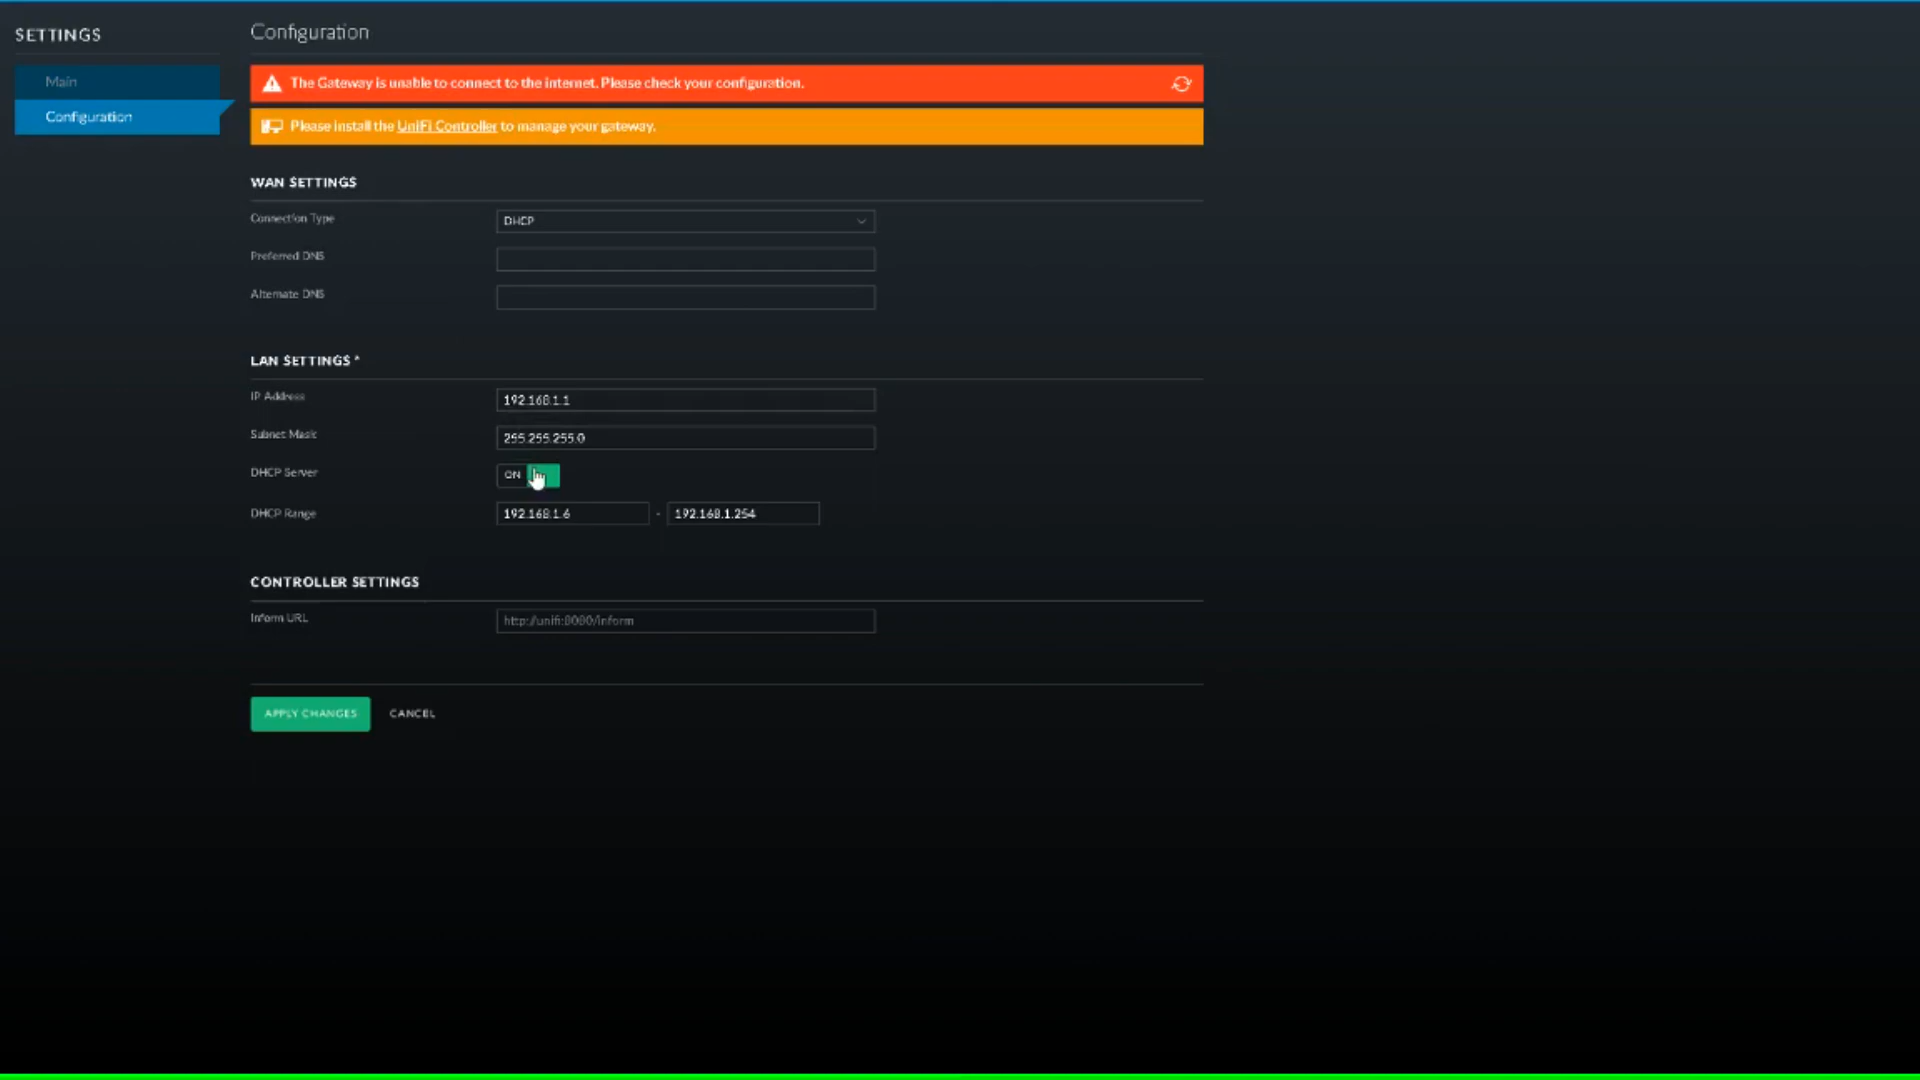 SETTINGS
Main
Configuration
Configuration
The Gateway is unable to connect to the internet. Please check your configuration.
Please install the UniFi Controller to manage your gateway.
WAN SETTINGS
Connection Type
DHCP
Preferred DNS
Alternate DNS
LAN SETTINGS *
IP Address
192.168.1.1
Subnet Mask
255.255.255.0
DHCP Server
ON
DHCP Range
192.168.1.6 - 192.168.1.254
CONTROLLER SETTINGS
Inform URL
http://unifi:8080/inform
APPLY CHANGES
CANCEL